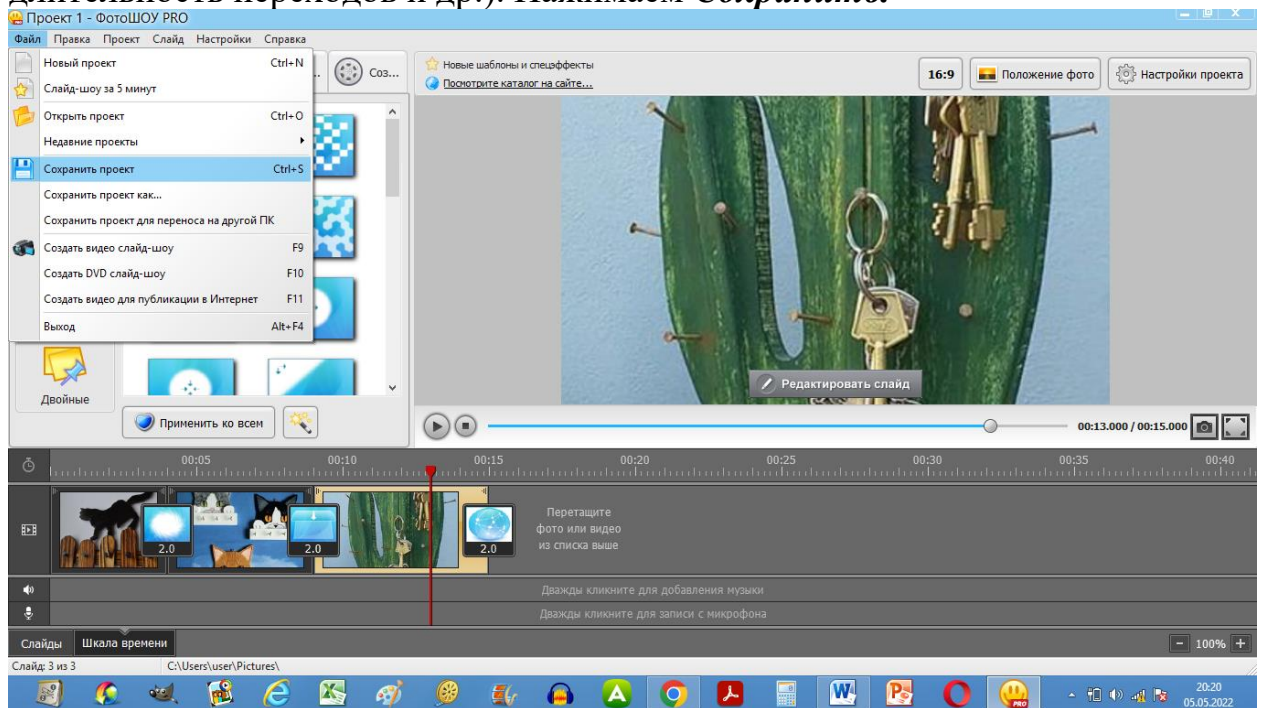 длительность переходов и др.). Нажимаем Сохранить.
Проект 1 - ФотоШОУ PRO
Файл Правка Проект Слайд Настройки Справка
Новый проект Ctrl+N
Слайд-шоу за 5 минут
Открыть проект Ctrl+O
Недавние проекты
Сохранить проект Ctrl+S
Сохранить проект как...
Сохранить проект для переноса на другой ПК
Создать видео слайд-шоу F9
Создать DVD слайд-шоу F10
Создать видео для публикации в Интернет F11
Выход Alt+F4
Соз...
Двойные
Применить ко всем
Новые шаблоны и спецэффекты
Посмотрите каталог на сайте...
16:9
Положение фото
Настройки проекта
Редактировать слайд
00:13.000 / 00:15.000
00:05 00:10 00:15 00:20 00:25 00:30 00:35 00:40
2.0 2.0 2.0
Перетащите
фото или видео
из списка выше
Дважды кликните для добавления музыки
Дважды кликните для записи с микрофона
Слайды Шкала времени
100%
Слайд: 3 из 3 C:\Users\user\Pictures\
PRO
20:20
05.05.2022